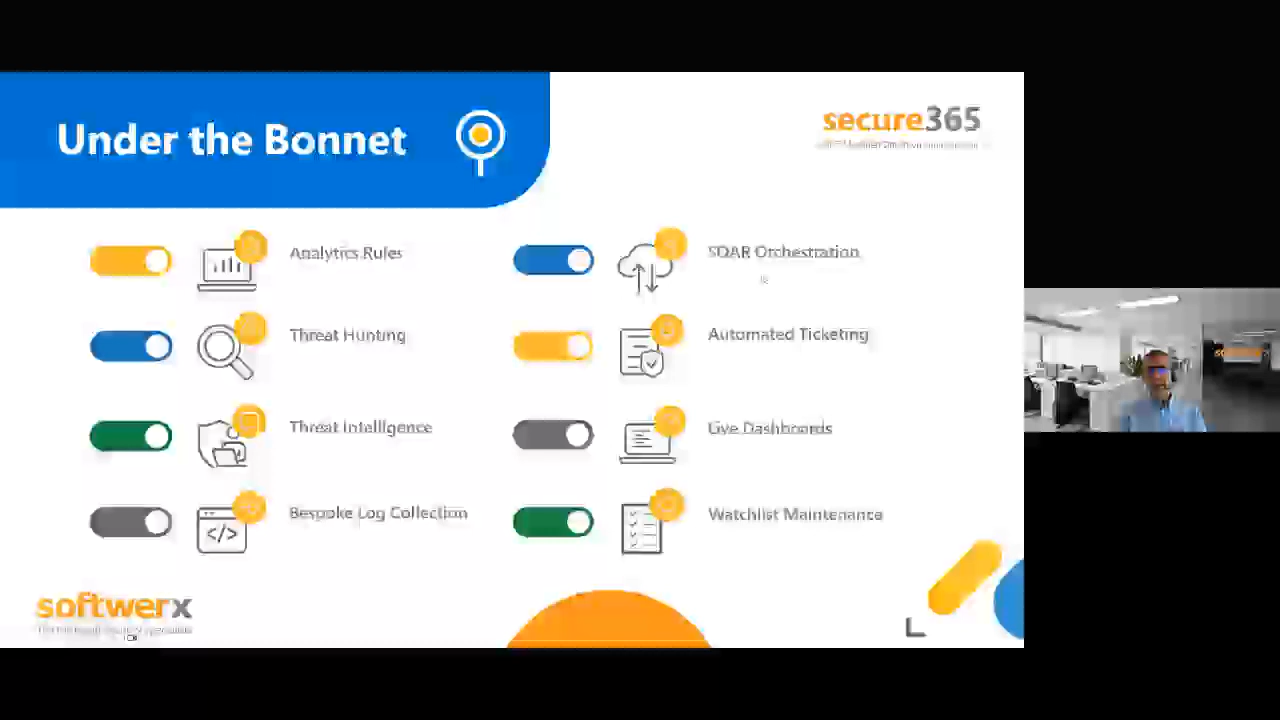 Under the Bonnet
secure365
Analytics Rules
Threat Hunting
Threat Intelligence
Bespoke Log Collection
SOAR Orchestration
Automated Ticketing
Live Dashboards
Watchlist Maintenance
softwerx